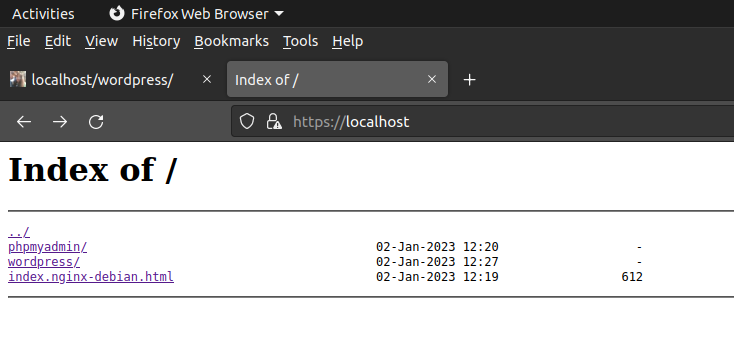 Activities Firefox Web Browser
File Edit View History Bookmarks Tools Help
localhost/wordpress/ Index of /
https://localhost
Index of /
../
phpmyadmin/ 02-Jan-2023 12:20 -
wordpress/ 02-Jan-2023 12:27 -
index.nginx-debian.html 02-Jan-2023 12:19 612